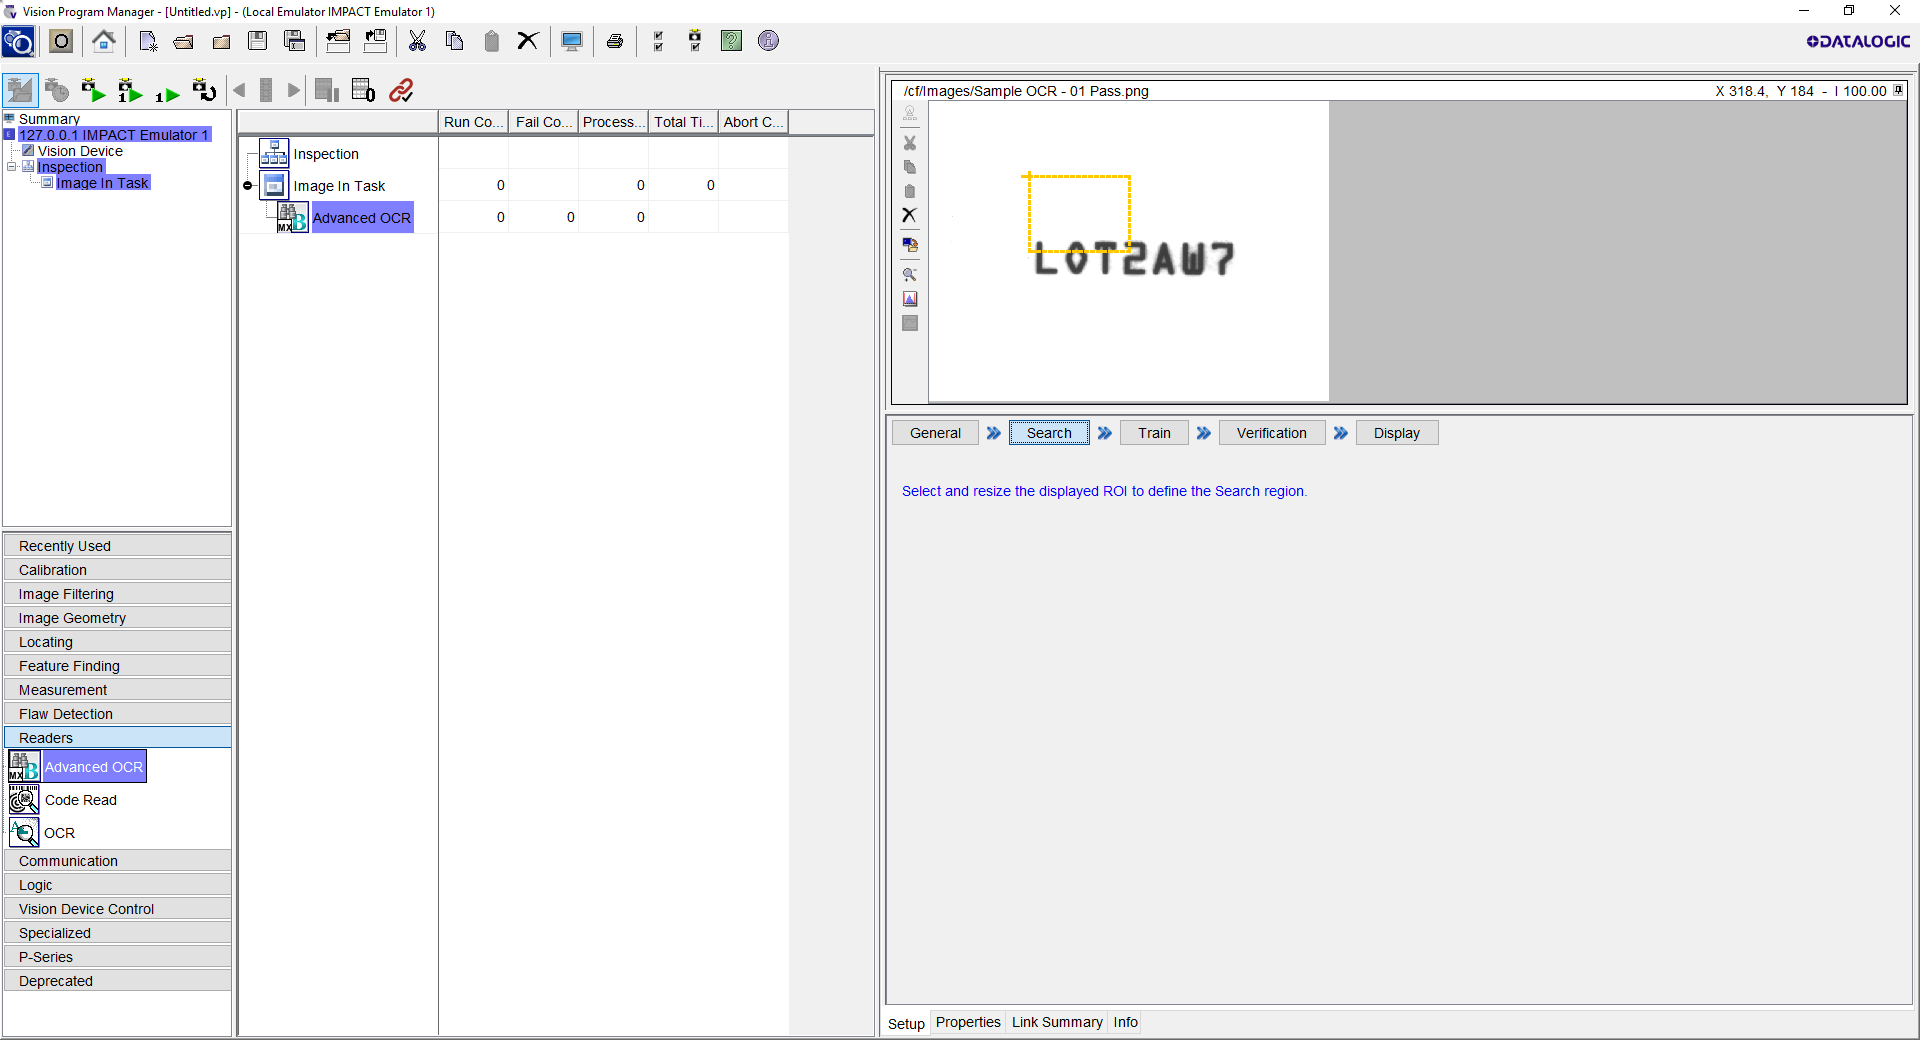 Vision Program Manager - [Untitled.vp] - (Local Emulator IMPACT Emulator 1)
DATALOGIC
Summary
127.0.0.1 IMPACT Emulator 1
Vision Device
Inspection
Image In Task
Recently Used
Calibration
Image Filtering
Image Geometry
Locating
Feature Finding
Measurement
Flaw Detection
Readers
Advanced OCR
Code Read
OCR
Communication
Logic
Vision Device Control
Specialized
P-Series
Deprecated
Run Co... Fail Co... Process... Total Ti... Abort C...
Inspection
Image In Task 0 0 0
Advanced OCR 0 0 0
/cf/Images/Sample OCR - 01 Pass.png X 318.4, Y 184 - I 100.00
LOT2AW7
General Search Train Verification Display
Select and resize the displayed ROI to define the Search region.
Setup Properties Link Summary Info